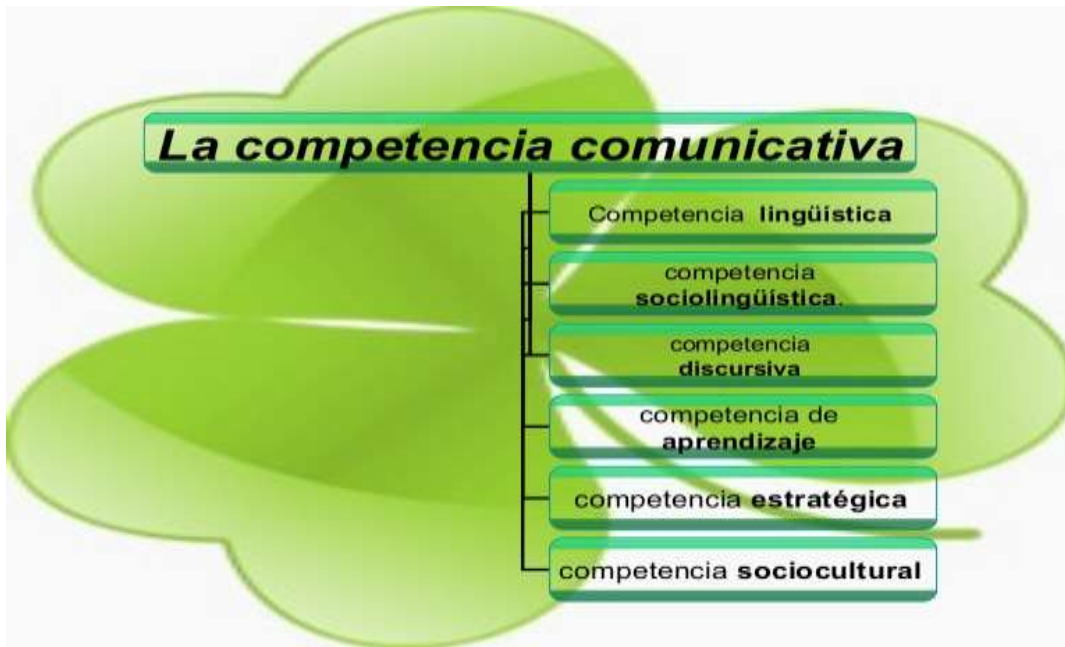 La competencia comunicativa
Competencia lingüística
competencia
sociolingüística.
competencia
discursiva
competencia de
aprendizaje
competencia estratégica
competencia sociocultural